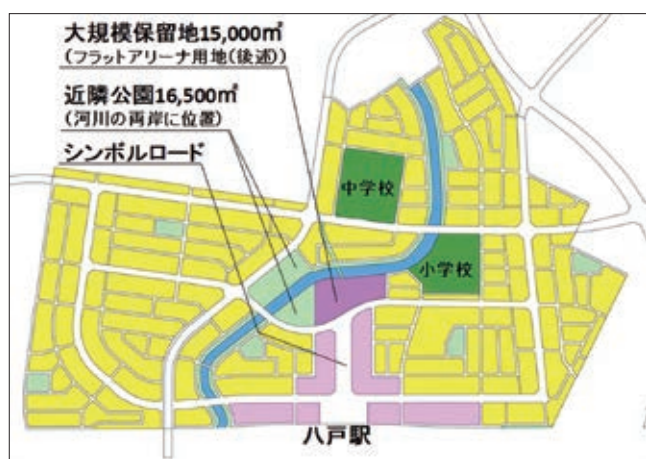 大規模保留地15,000㎡
(フラットアリーナ用地(後述))
近隣公園16,500㎡
(河川の両岸に位置)
シンボルロード
中学校
小学校
八戸駅